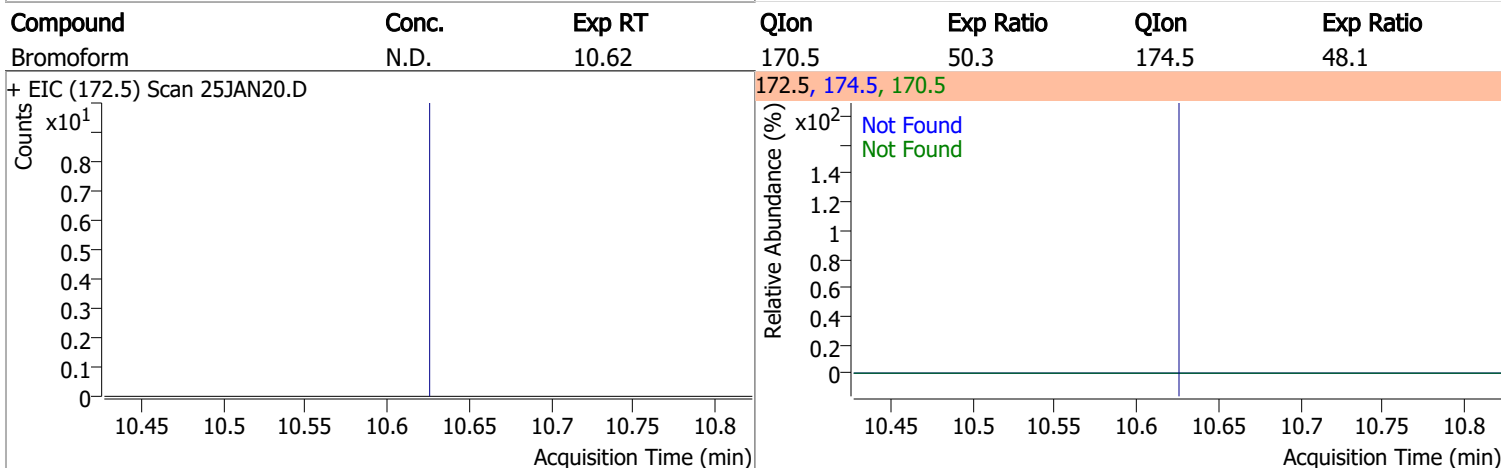 Compound Conc. Exp RT QIon Exp Ratio QIon Exp Ratio
Bromoform N.D. 10.62 170.5 50.3 174.5 48.1
+ EIC (172.5) Scan 25JAN20.D
Counts
x10¹
0.8
0.7
0.6
0.5
0.4
0.3
0.2
0.1
0
10.45 10.5 10.55 10.6 10.65 10.7 10.75 10.8
Acquisition Time (min)
172.5, 174.5, 170.5
Relative Abundance (%)
x10²
Not Found
Not Found
1.4
1.2
1
0.8
0.6
0.4
0.2
0
10.45 10.5 10.55 10.6 10.65 10.7 10.75 10.8
Acquisition Time (min)